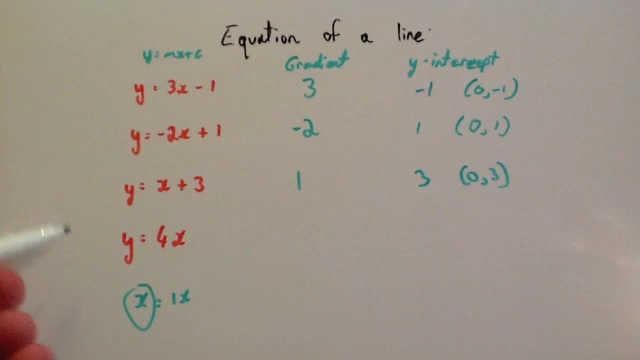 Equation of a line
y=mx+c Gradient y-intercept
y = 3x - 1 3 -1 (0,-1)
y = -2x + 1 -2 1 (0,1)
y = x + 3 1 3 (0,3)
y = 4x
x = 1x